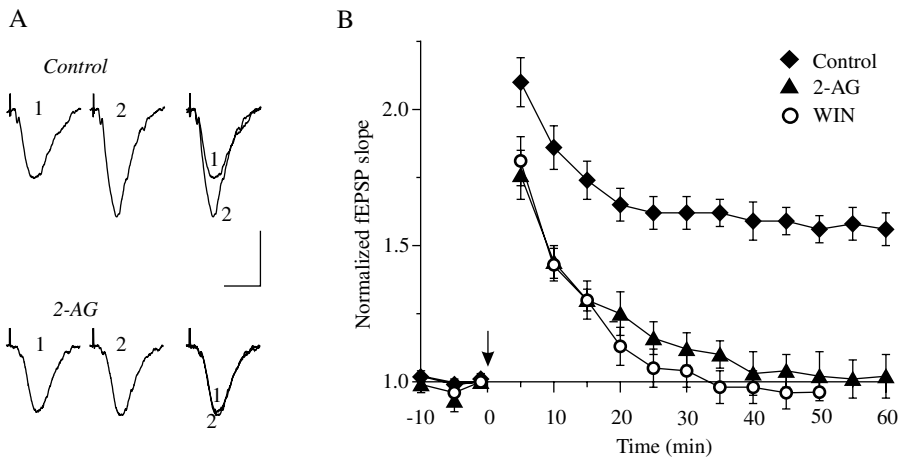 A
Control
1
2
1
2
2-AG
1
2
1
2
B
Normalized fEPSP slope
2.0
1.5
1.0
-10
0
10
20
30
40
50
60
Time (min)
Control
2-AG
WIN